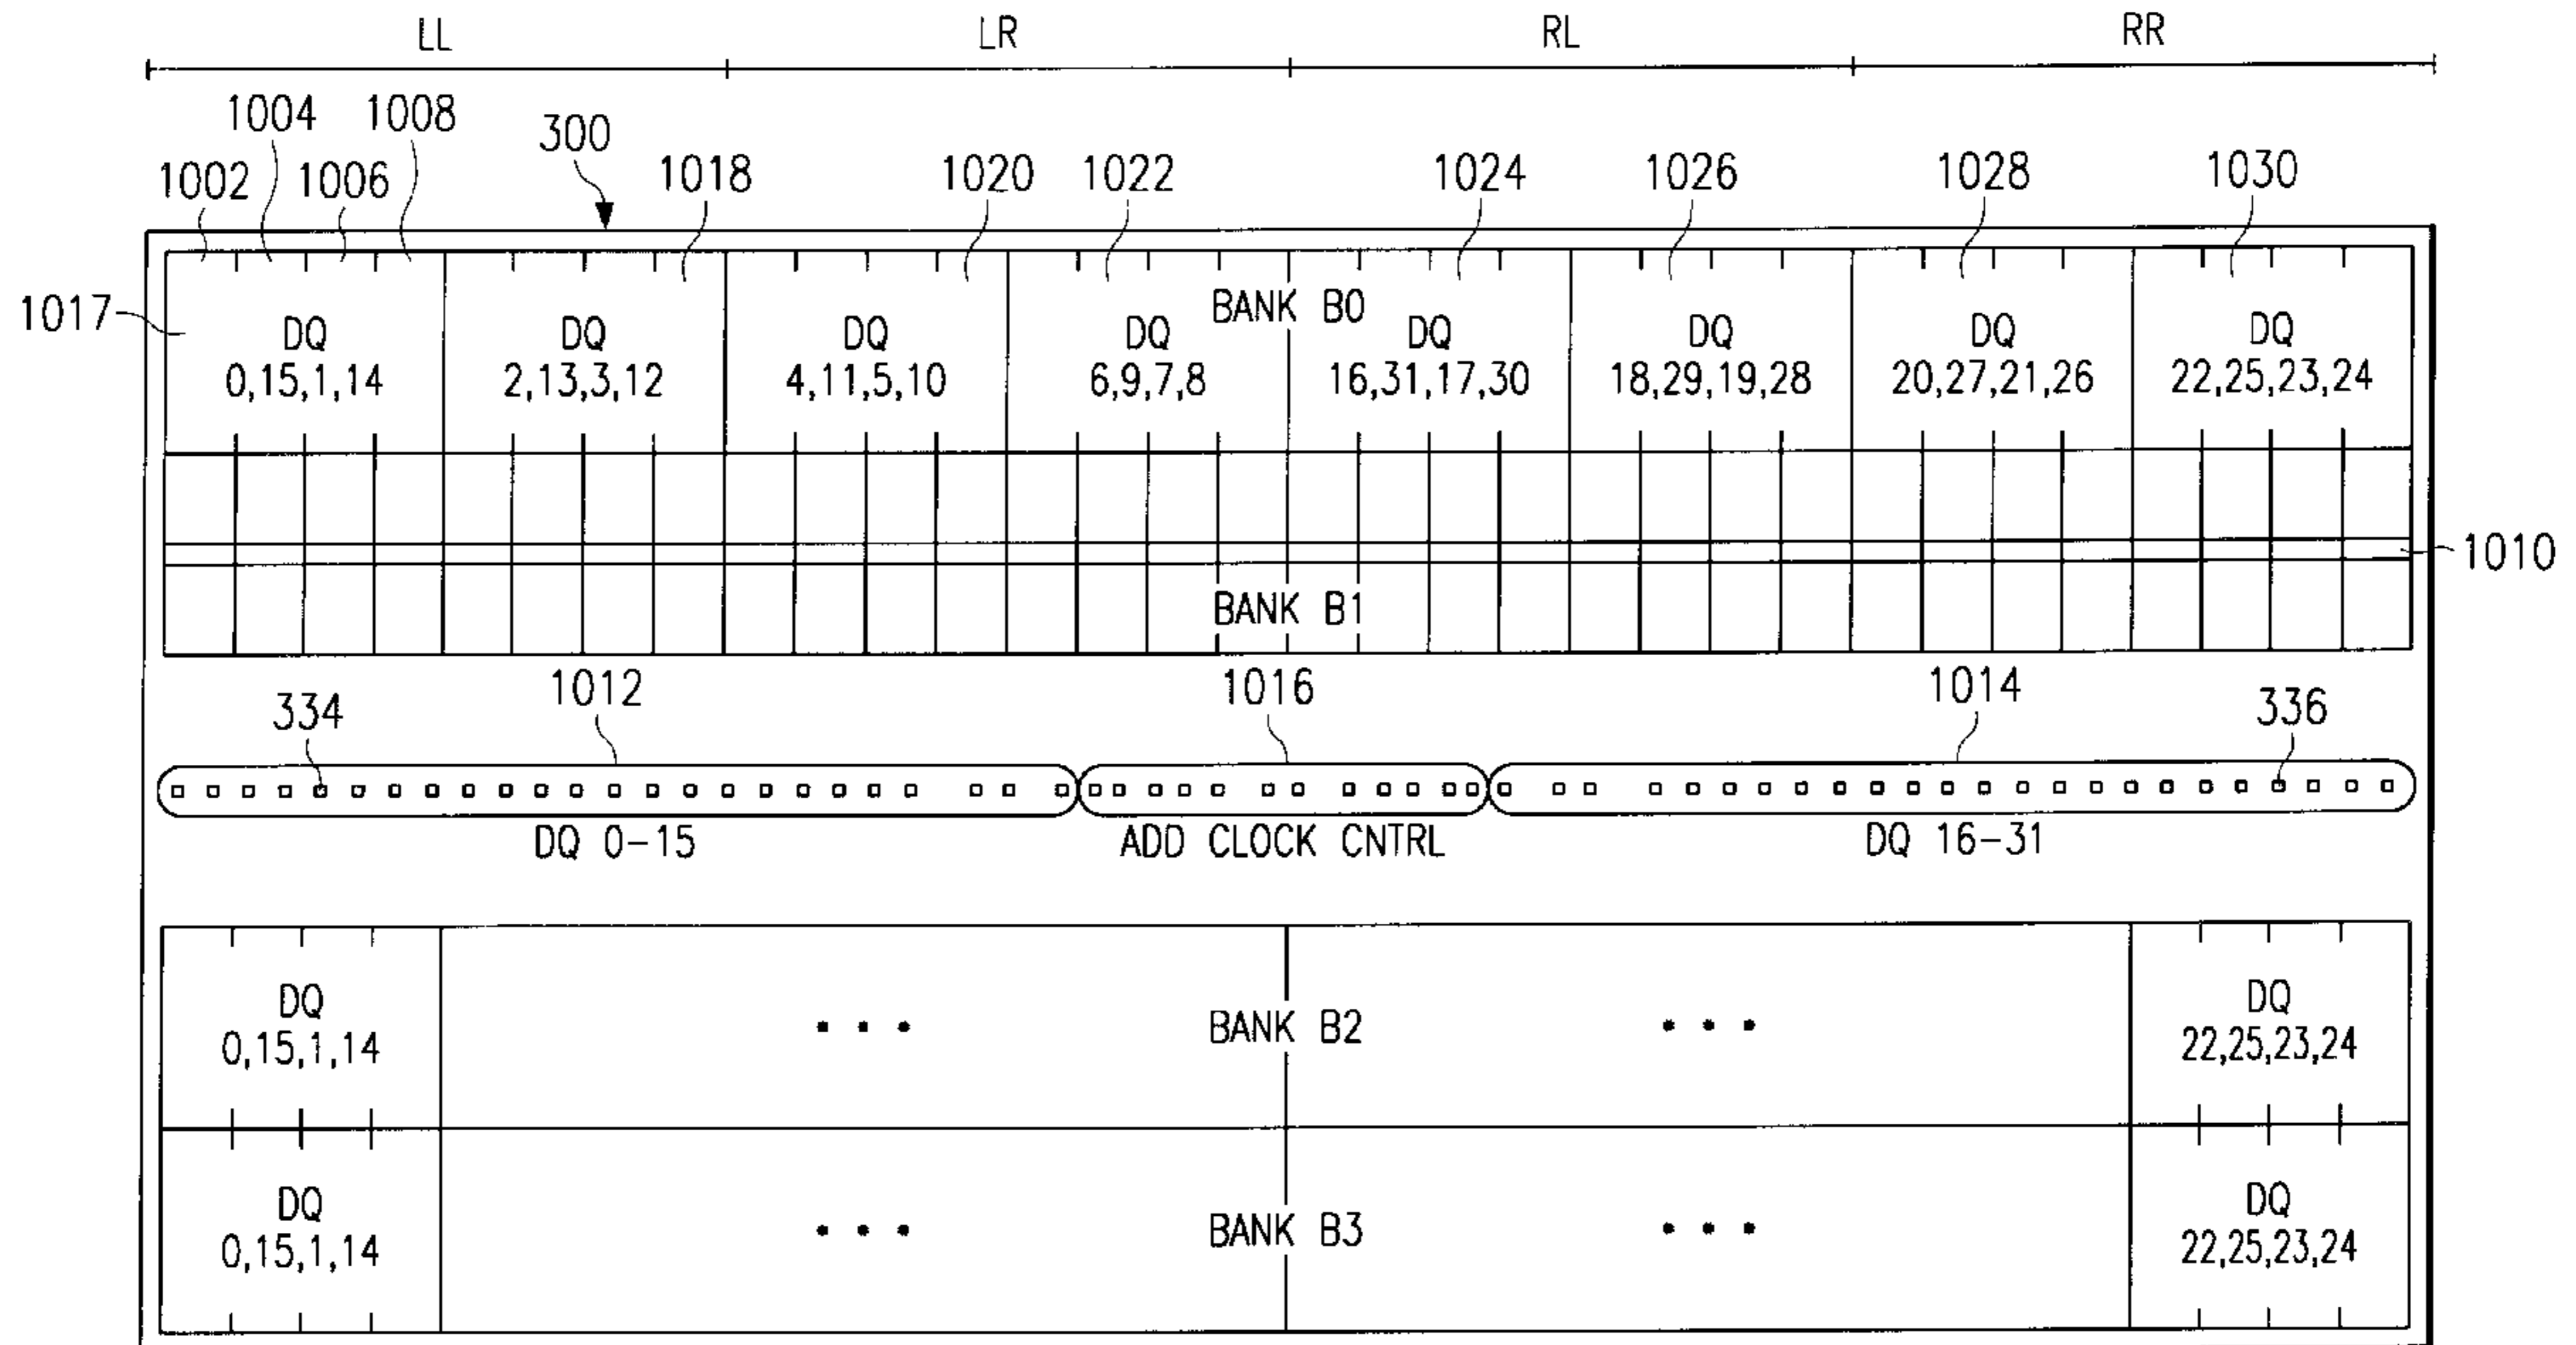 LL LR RL RR
1004 1008 300
1002 1006 1018 1020 1022 1024 1026 1028 1030
1017
BANK B0
DQ DQ DQ DQ DQ DQ DQ DQ
0,15,1,14 2,13,3,12 4,11,5,10 6,9,7,8 16,31,17,30 18,29,19,28 20,27,21,26 22,25,23,24
1010
BANK B1
1012 1016 1014
334 336
DQ 0-15 ADD CLOCK CNTRL DQ 16-31
DQ DQ
BANK B2
0,15,1,14 22,25,23,24
DQ DQ
BANK B3
0,15,1,14 22,25,23,24